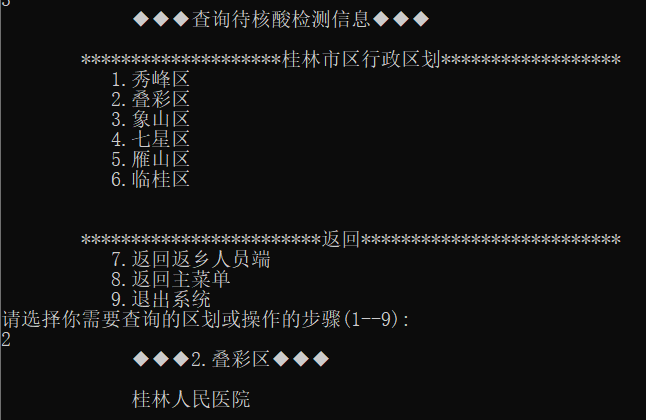 3
◆◆◆查询待核酸检测信息◆◆◆
********************桂林市区行政区划******************
1.秀峰区
2.叠彩区
3.象山区
4.七星区
5.雁山区
6.临桂区
************************返回**************************
7.返回返乡人员端
8.返回主菜单
9.退出系统
请选择你需要查询的区划或操作的步骤(1--9):
2
◆◆◆2.叠彩区◆◆◆
桂林人民医院